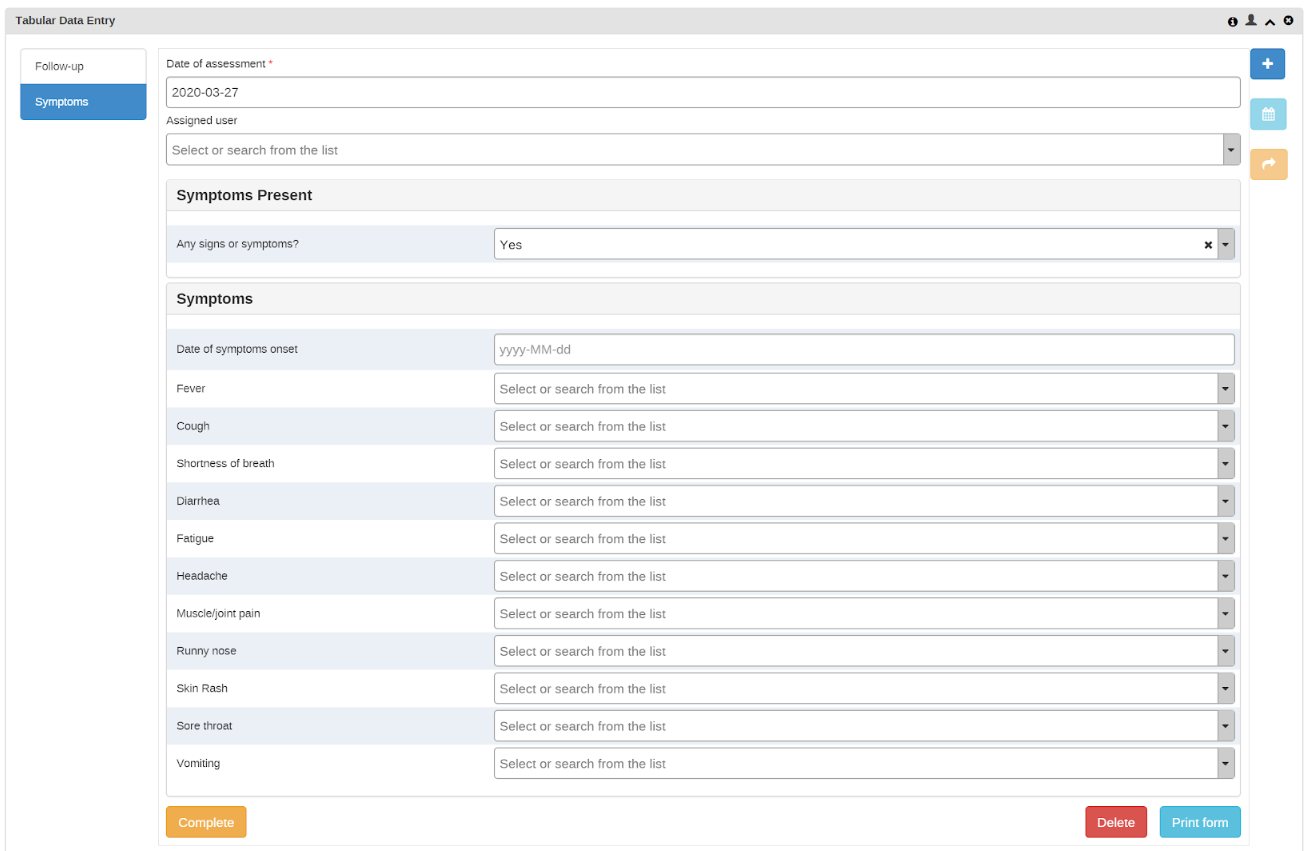 Tabular Data Entry
Follow-up
Symptoms
Date of assessment *
2020-03-27
Assigned user
Select or search from the list
Symptoms Present
Any signs or symptoms? Yes
Symptoms
Date of symptoms onset yyyy-MM-dd
Fever Select or search from the list
Cough Select or search from the list
Shortness of breath Select or search from the list
Diarrhea Select or search from the list
Fatigue Select or search from the list
Headache Select or search from the list
Muscle/joint pain Select or search from the list
Runny nose Select or search from the list
Skin Rash Select or search from the list
Sore throat Select or search from the list
Vomiting Select or search from the list
Complete Delete Print form